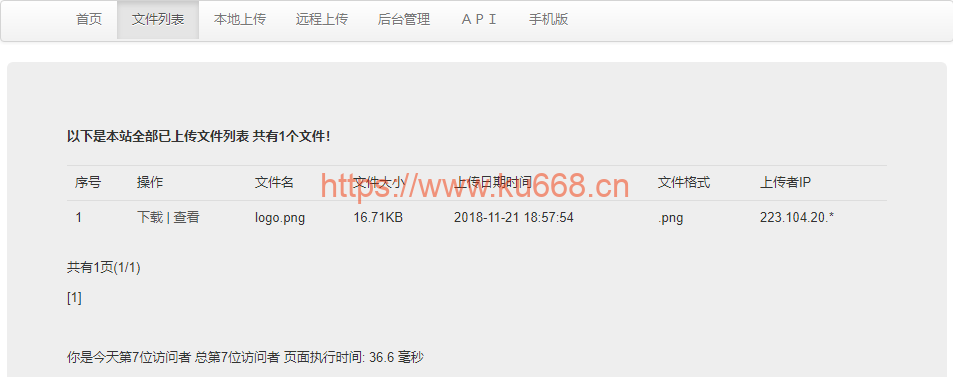 首页 文件列表 本地上传 远程上传 后台管理 ＡＰＩ 手机版
以下是本站全部已上传文件列表 共有1个文件！
序号 操作 文件名 文件大小 上传日期时间 文件格式 上传者IP
https://www.ku668.cn
1 下载 | 查看 logo.png 16.71KB 2018-11-21 18:57:54 .png 223.104.20.*
共有1页(1/1)
[1]
你是今天第7位访问者 总第7位访问者 页面执行时间: 36.6 毫秒